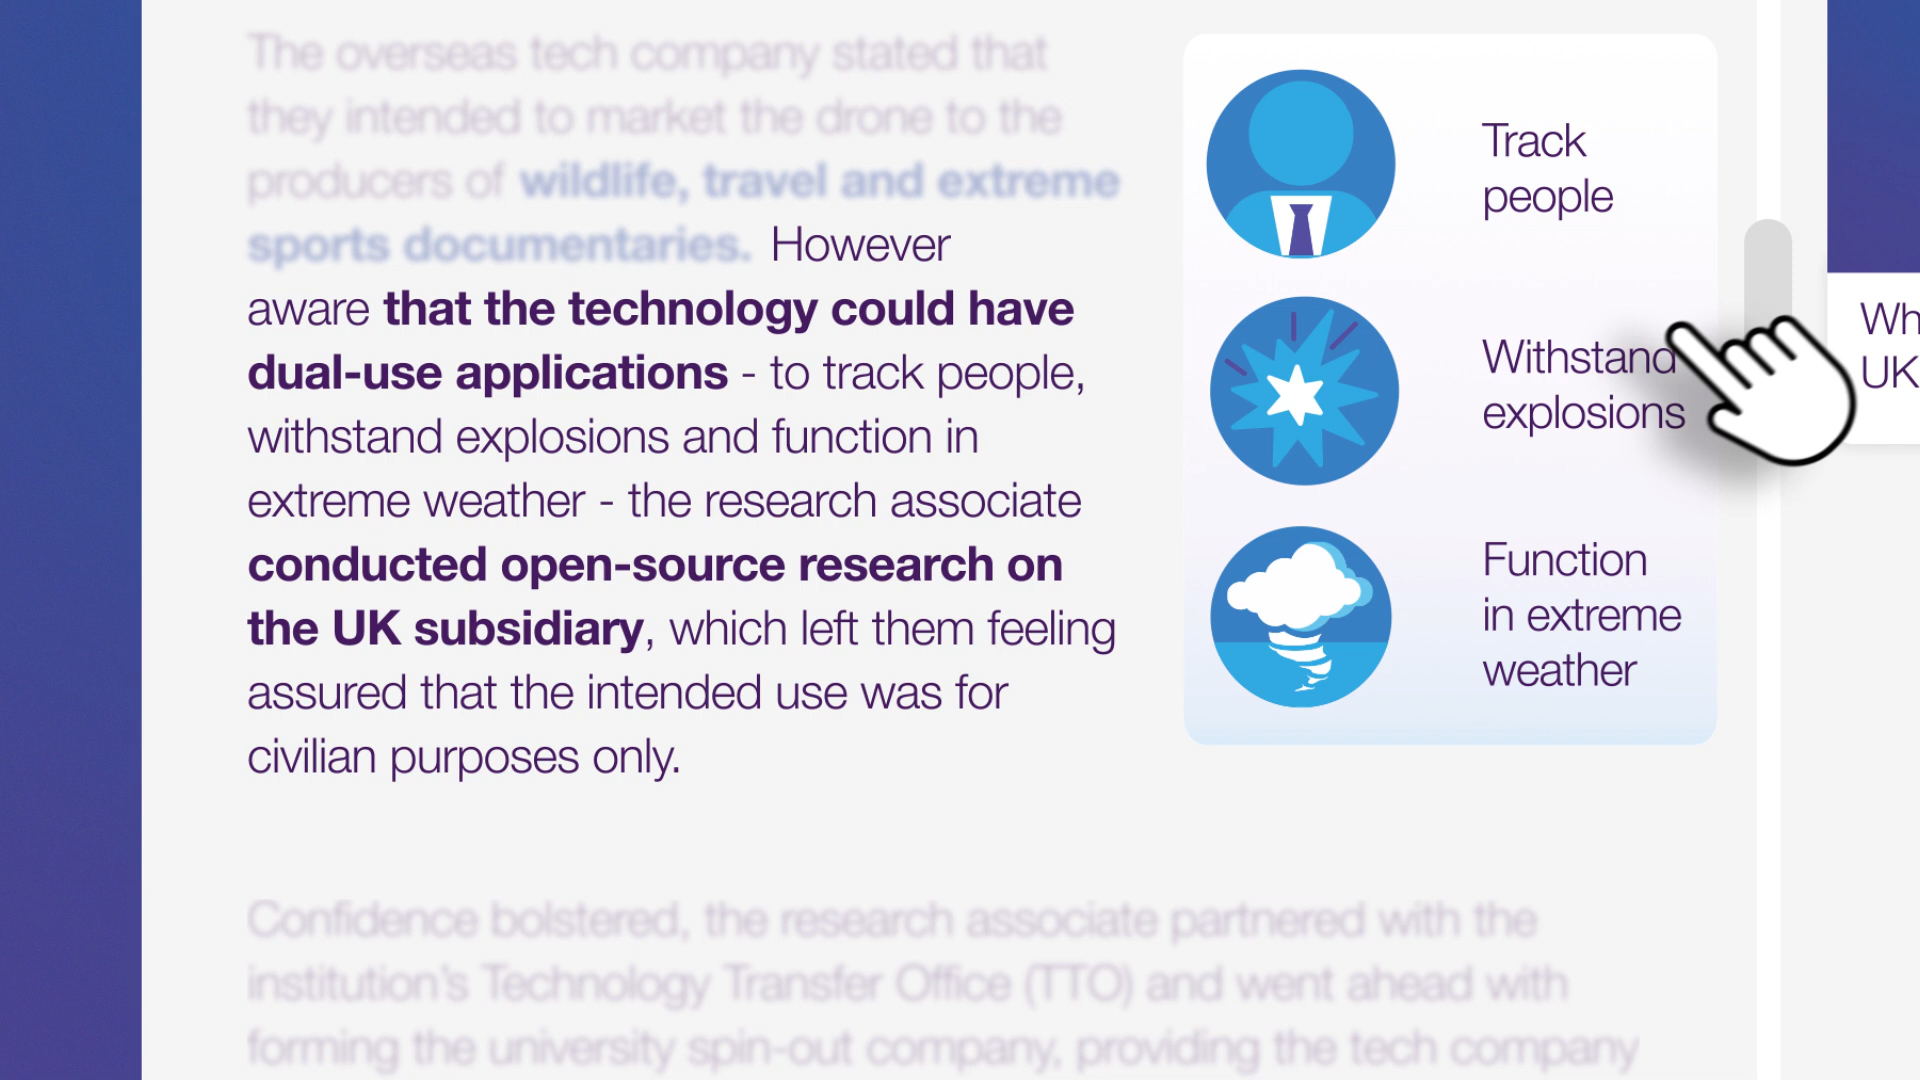 The overseas tech company stated that
they intended to market the drone to the
producers of wildlife, travel and extreme
sports documentaries. However
aware that the technology could have
dual-use applications - to track people,
withstand explosions and function in
extreme weather - the research associate
conducted open-source research on
the UK subsidiary, which left them feeling
assured that the intended use was for
civilian purposes only.
Confidence bolstered, the research associate partnered with the
institution's Technology Transfer Office (TTO) and went ahead with
forming the university spin-out company, providing the tech company
Track
people
Withstand
explosions
Function
in extreme
weather
Wh
UK